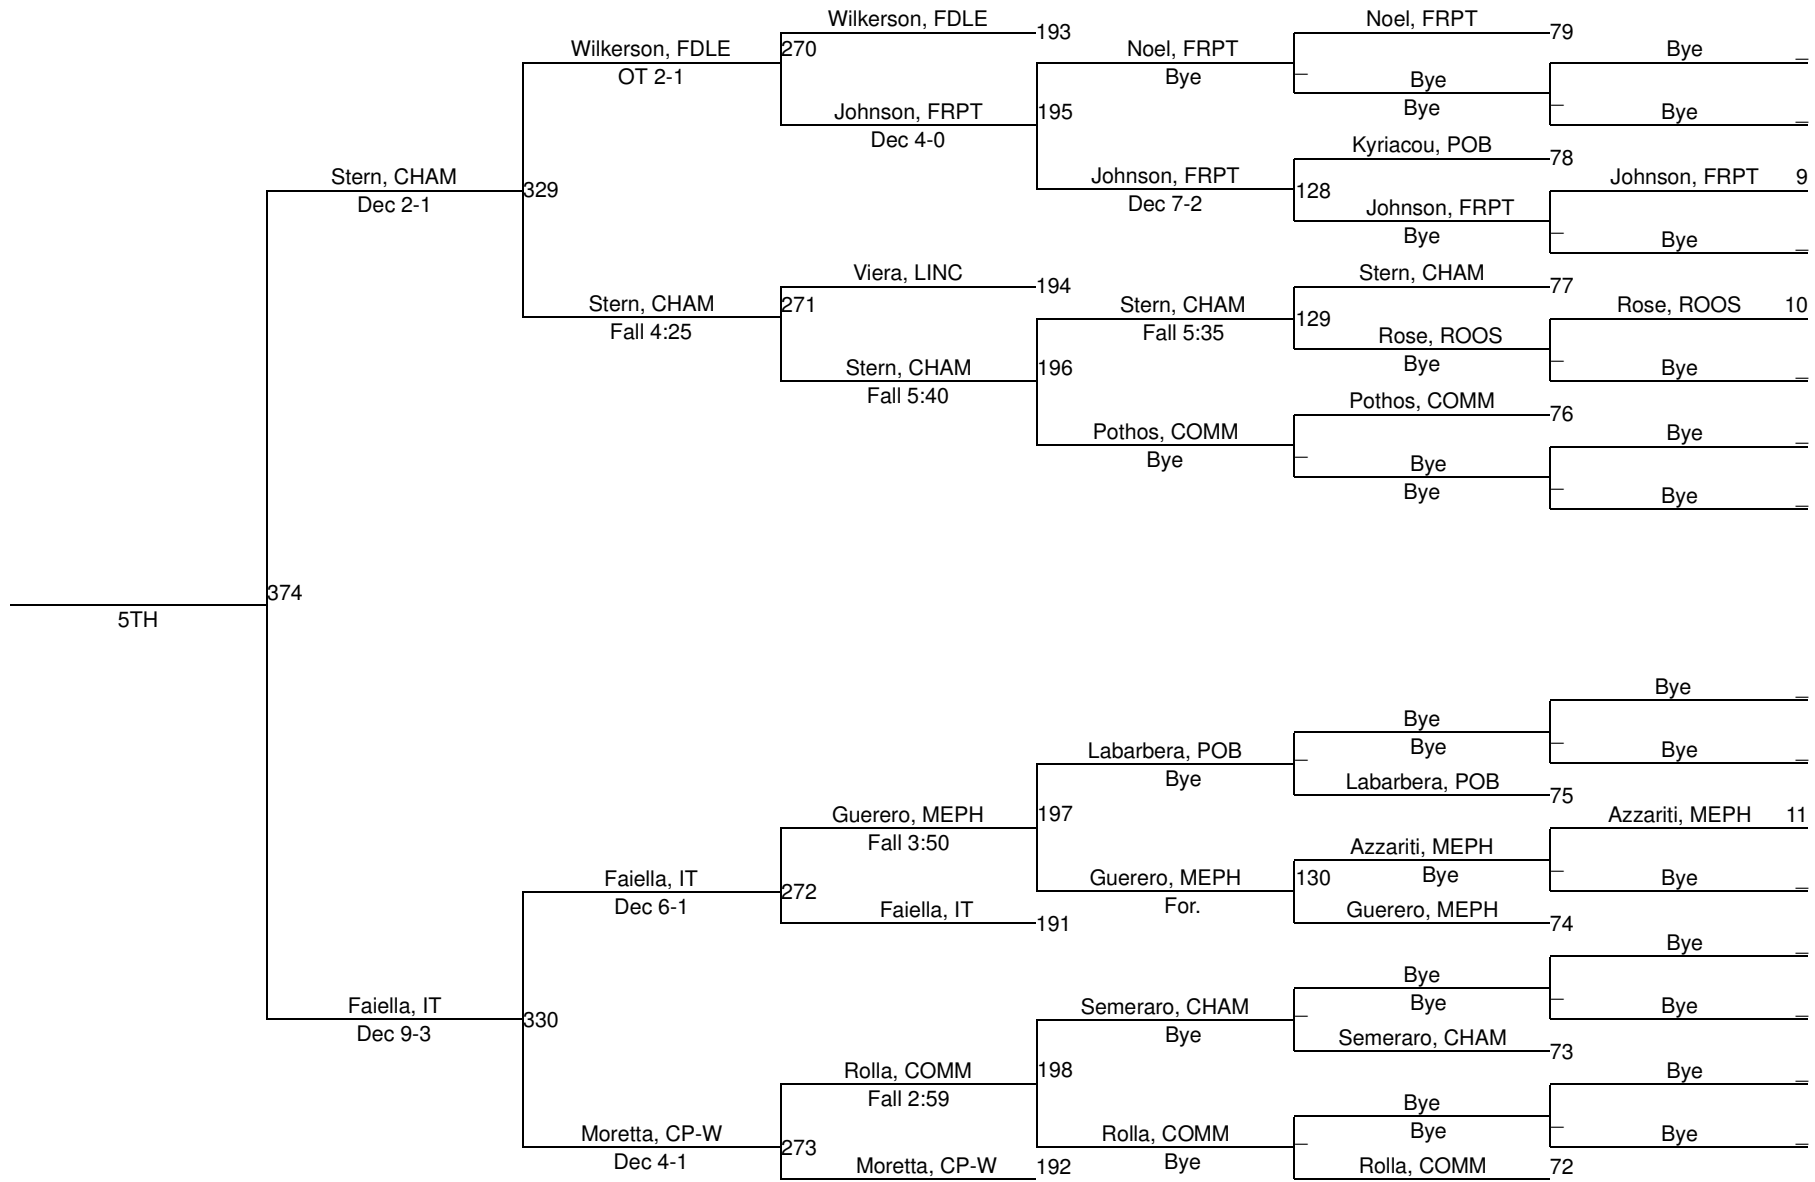 Wilkerson, FDLE
193
Noel, FRPT
79
Wilkerson, FDLE
270
Noel, FRPT
Bye
_
OT 2-1
Bye
_
Bye
Bye
Johnson, FRPT
195
_
Bye
_
Dec 4-0
Kyriacou, POB
78
Stern, CHAM
329
Johnson, FRPT
128
Johnson, FRPT
9
Dec 2-1
Dec 7-2
Johnson, FRPT
Bye
_
Bye
_
Viera, LINC
194
Stern, CHAM
77
Stern, CHAM
271
Stern, CHAM
129
Rose, ROOS
10
Fall 4:25
Fall 5:35
Rose, ROOS
Bye
Stern, CHAM
196
_
Bye
_
Fall 5:40
Pothos, COMM
76
Pothos, COMM
Bye
_
Bye
_
Bye
Bye
_
Bye
_
374
5TH
Bye
_
Bye
Labarbera, POB
_
Bye
_
Bye
_
Bye
Labarbera, POB
75
Guerero, MEPH
197
Azzariti, MEPH
11
Fall 3:50
Azzariti, MEPH
Faiella, IT
272
Guerero, MEPH
130
Bye
_
Bye
_
Dec 6-1
For.
Faiella, IT
191
Guerero, MEPH
74
Bye
_
Bye
Faiella, IT
330
Semeraro, CHAM
_
Bye
_
Bye
_
Dec 9-3
Bye
Semeraro, CHAM
73
Rolla, COMM
198
Bye
_
Fall 2:59
Bye
Moretta, CP-W
273
Rolla, COMM
_
Bye
_
Bye
_
Dec 4-1
Bye
Moretta, CP-W
192
Rolla, COMM
72